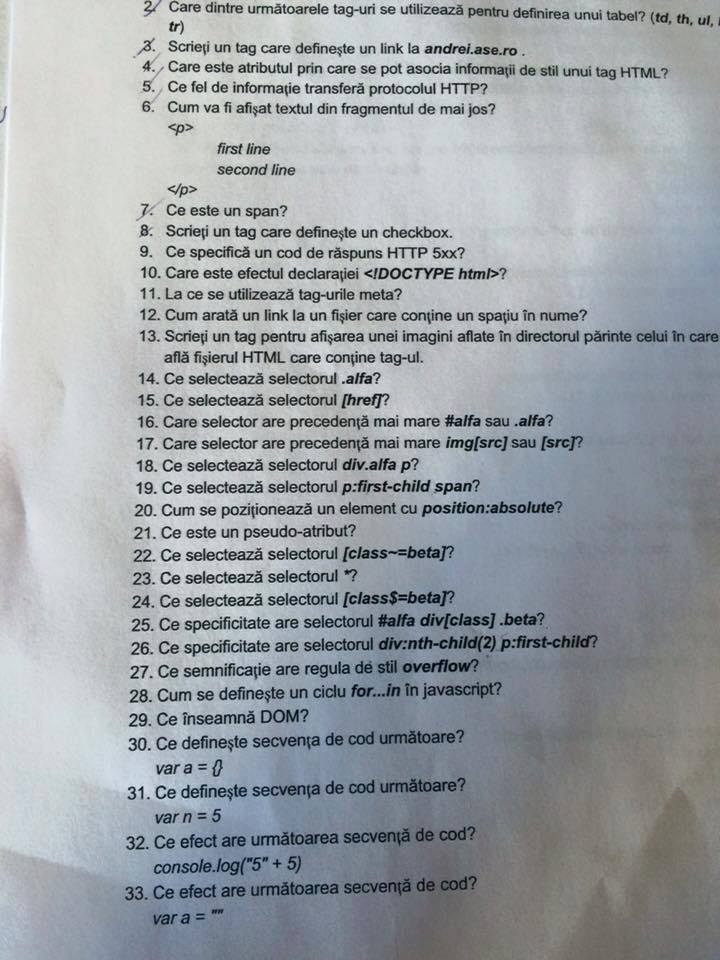 2. Care dintre următoarele tag-uri se utilizează pentru definirea unui tabel? (td, th, ul,
tr)
3. Scrieţi un tag care defineşte un link la andrei.ase.ro .
4. Care este atributul prin care se pot asocia informaţii de stil unui tag HTML?
5. Ce fel de informaţie transferă protocolul HTTP?
6. Cum va fi afişat textul din fragmentul de mai jos?
<p>
first line
second line
</p>
7. Ce este un span?
8. Scrieţi un tag care defineşte un checkbox.
9. Ce specifică un cod de răspuns HTTP 5xx?
10. Care este efectul declaraţiei <!DOCTYPE html>?
11. La ce se utilizează tag-urile meta?
12. Cum arată un link la un fişier care conţine un spaţiu în nume?
13. Scrieţi un tag pentru afişarea unei imagini aflate în directorul părinte celui în care
află fişierul HTML care conţine tag-ul.
14. Ce selectează selectorul .alfa?
15. Ce selectează selectorul [href]?
16. Care selector are precedenţă mai mare #alfa sau .alfa?
17. Care selector are precedenţă mai mare img[src] sau [src]?
18. Ce selectează selectorul div.alfa p?
19. Ce selectează selectorul p:first-child span?
20. Cum se poziţionează un element cu position:absolute?
21. Ce este un pseudo-atribut?
22. Ce selectează selectorul [class~=beta]?
23. Ce selectează selectorul *?
24. Ce selectează selectorul [class$=beta]?
25. Ce specificitate are selectorul #alfa div[class] .beta?
26. Ce specificitate are selectorul div:nth-child(2) p:first-child?
27. Ce semnificaţie are regula de stil overflow?
28. Cum se defineşte un ciclu for...in în javascript?
29. Ce înseamnă DOM?
30. Ce defineşte secvenţa de cod următoare?
var a = {}
31. Ce defineşte secvenţa de cod următoare?
var n = 5
32. Ce efect are următoarea secvenţă de cod?
console.log("5" + 5)
33. Ce efect are următoarea secvenţă de cod?
var a = ""